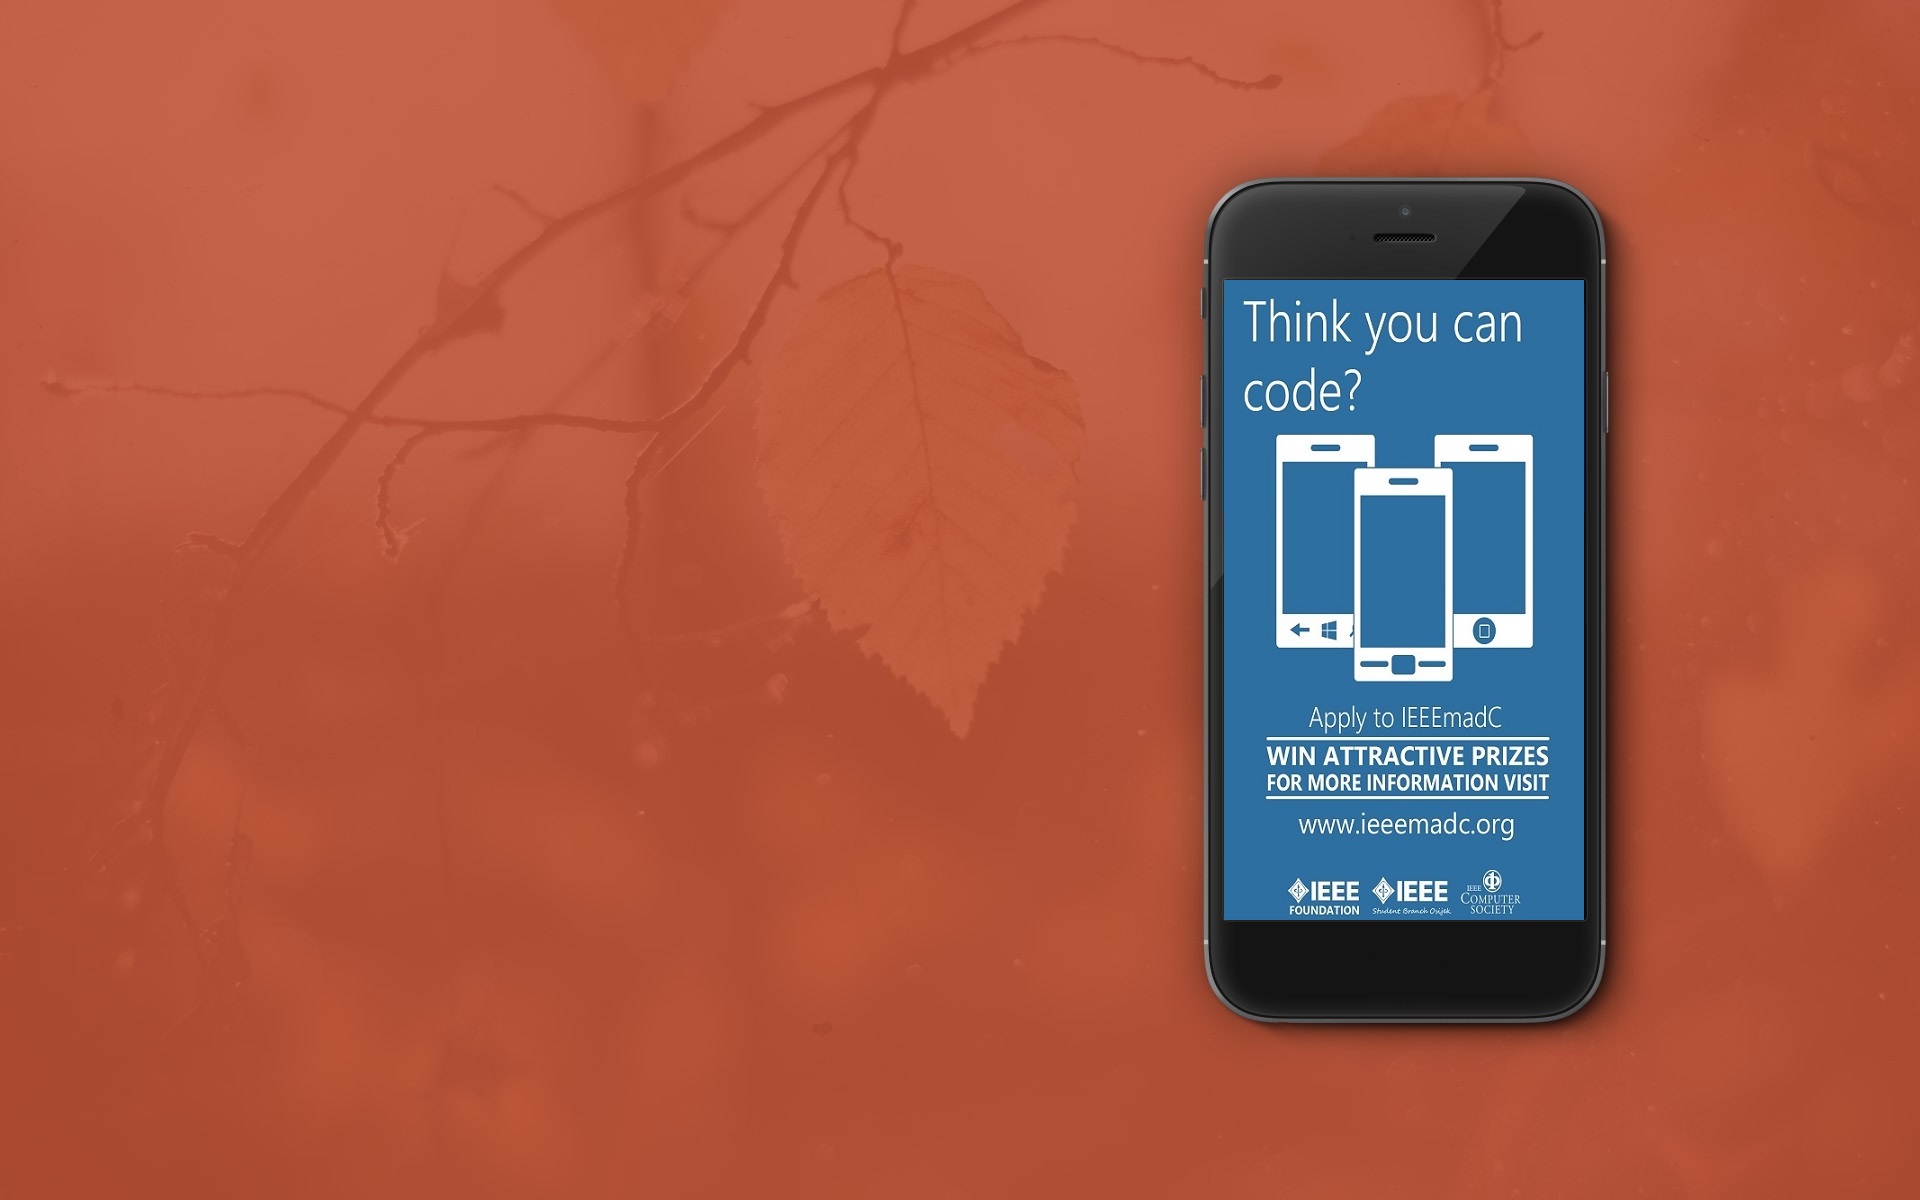 Think you can
code?
Apply to IEEEmadC
WIN ATTRACTIVE PRIZES
FOR MORE INFORMATION VISIT
www.ieeemadc.org
IEEE
FOUNDATION
IEEE
Student Branch Osijek
IEEE
COMPUTER
SOCIETY